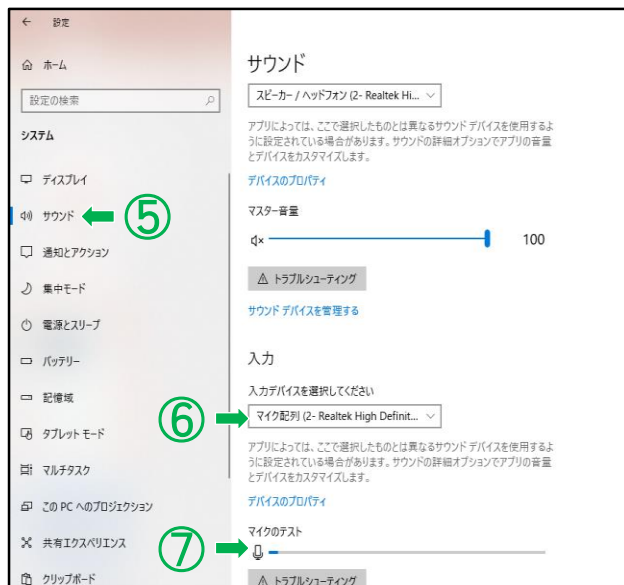 設定
ホーム
設定の検索
システム
ディスプレイ
サウンド
⑤
通知とアクション
集中モード
電源とスリープ
バッテリー
記憶域
タブレット モード
マルチタスク
この PC へのプロジェクション
共有エクスペリエンス
クリップボード
サウンド
スピーカー / ヘッドフォン (2- Realtek Hi...
アプリによっては、ここで選択したものとは異なるサウンド デバイスを使用するよ
うに設定されている場合があります。サウンドの詳細オプションでアプリの音量
とデバイスをカスタマイズします。
デバイスのプロパティ
マスター音量
100
トラブルシューティング
サウンド デバイスを管理する
入力
入力デバイスを選択してください
⑥
マイク配列 (2- Realtek High Definit...
アプリによっては、ここで選択したものとは異なるサウンド デバイスを使用するよ
うに設定されている場合があります。サウンドの詳細オプションでアプリの音量
とデバイスをカスタマイズします。
デバイスのプロパティ
マイクのテスト
⑦
トラブルシューティング